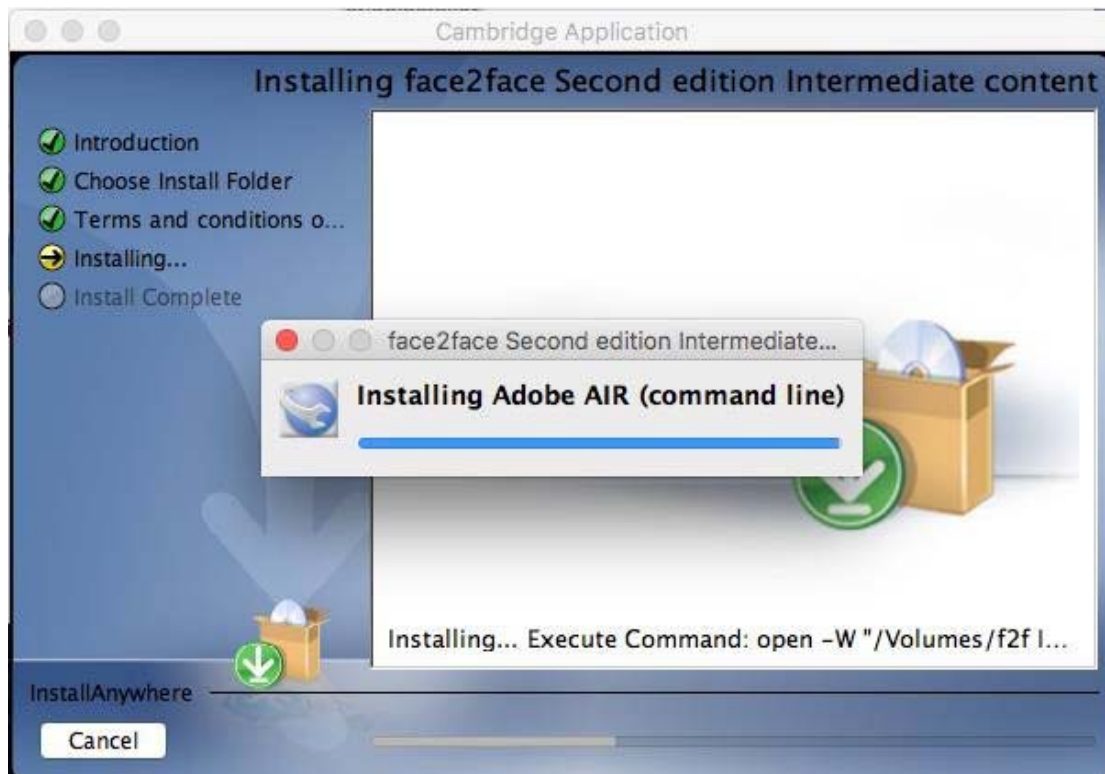 Cambridge Application
Installing face2face Second edition Intermediate content
Introduction
Choose Install Folder
Terms and conditions o...
Installing...
Install Complete
face2face Second edition Intermediate...
Installing Adobe AIR (command line)
Installing... Execute Command: open -W "/Volumes/f2f I...
InstallAnywhere
Cancel